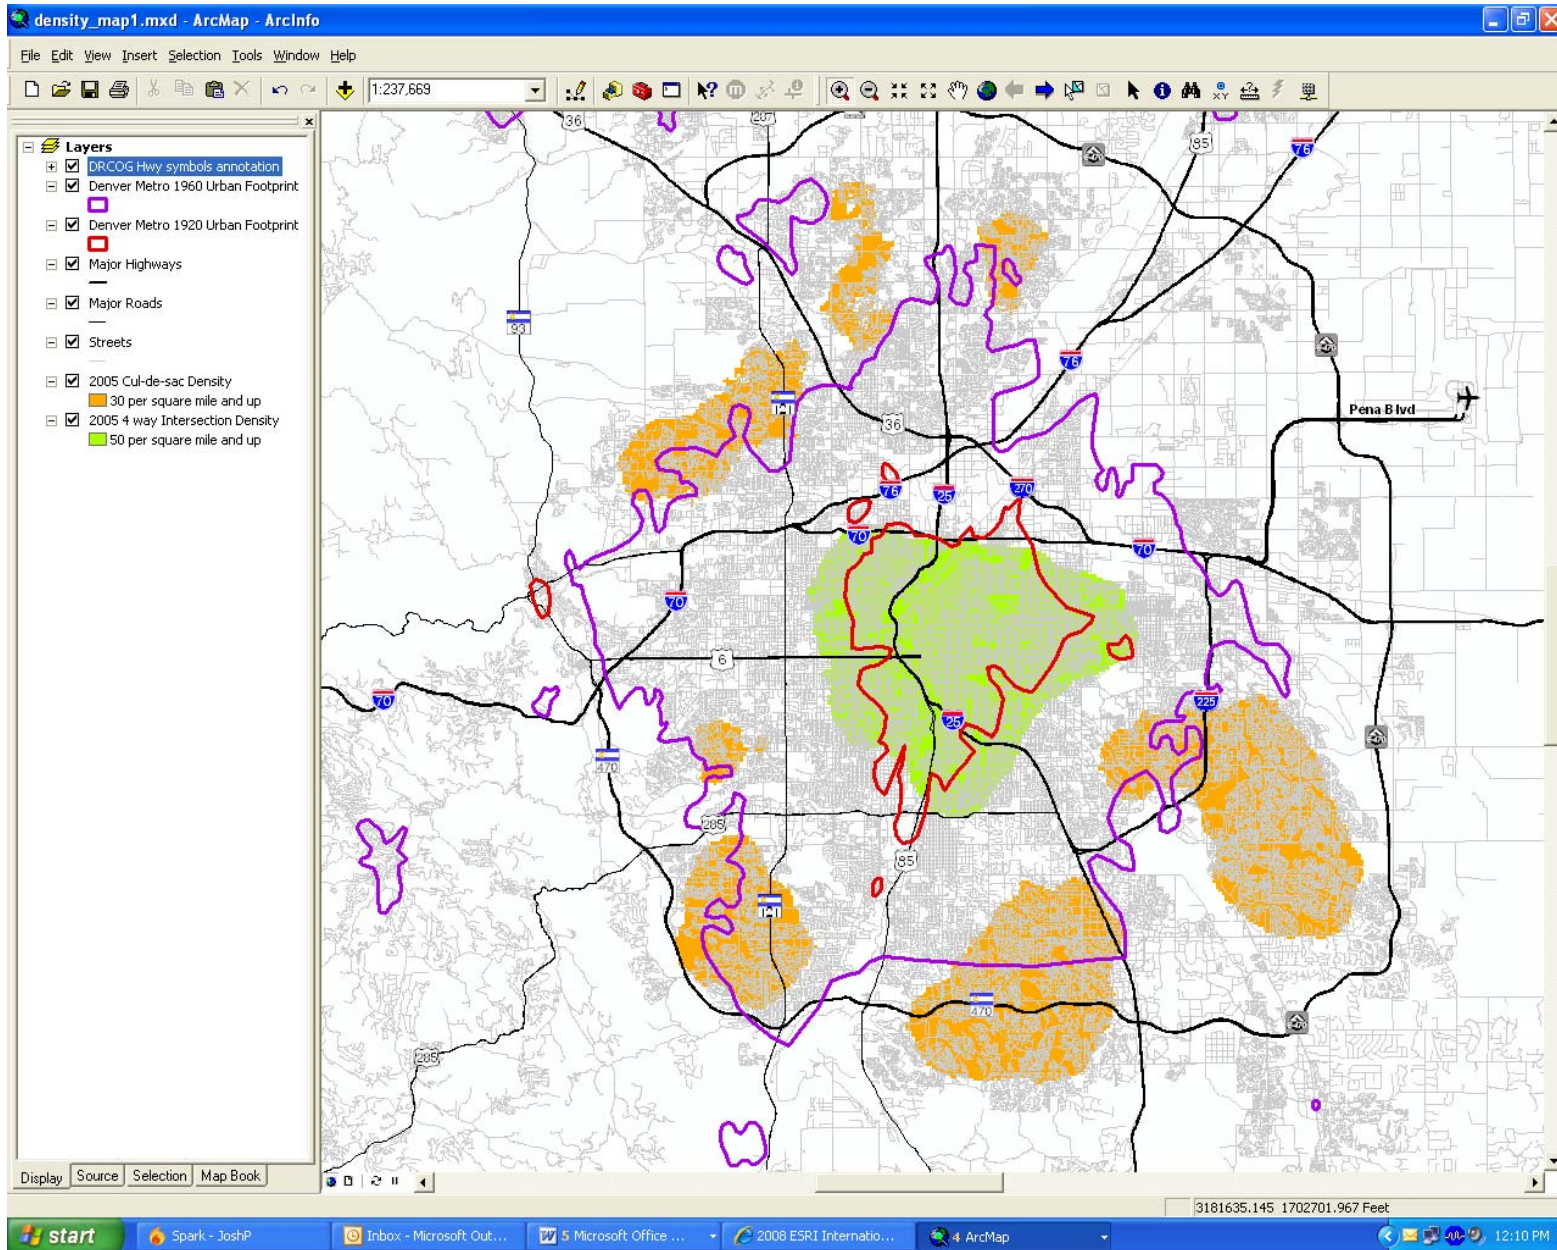 density_map1.mxd - ArcMap - ArcInfo
File Edit View Insert Selection Tools Window Help
1:237,669
Layers
DRCOG Hwy symbols annotation
Denver Metro 1960 Urban Footprint
Denver Metro 1920 Urban Footprint
Major Highways
Major Roads
Streets
2005 Cul-de-sac Density
30 per square mile and up
2005 4 way Intersection Density
50 per square mile and up
36
287
85
76
93
76
121
Pena Blvd
36
76
25
270
70
70
70
6
70
225
25
470
285
85
121
470
285
Display Source Selection Map Book
3181635.145 1702701.967 Feet
start
Spark - JoshP
Inbox - Microsoft Out...
5 Microsoft Office ...
2008 ESRI Internatio...
4 ArcMap
12:10 PM